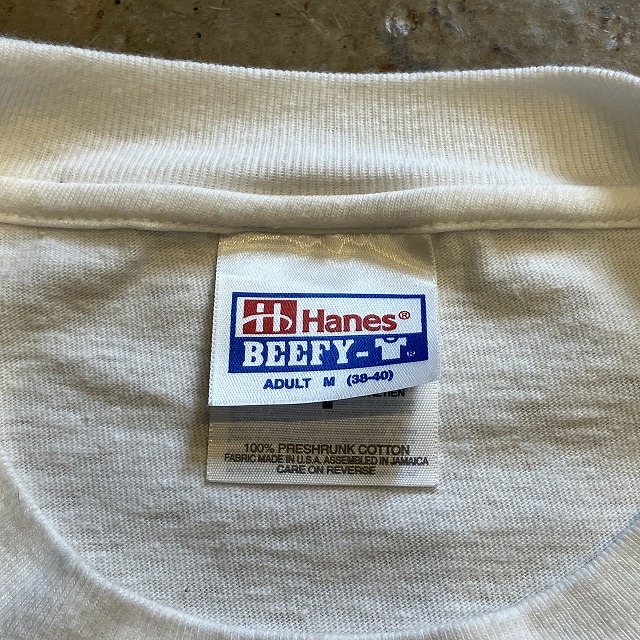 H Hanes®
BEEFY-T®
ADULT M (38-40)
100% PRESHRUNK COTTON
FABRIC MADE IN U.S.A. ASSEMBLED IN JAMAICA
CARE ON REVERSE